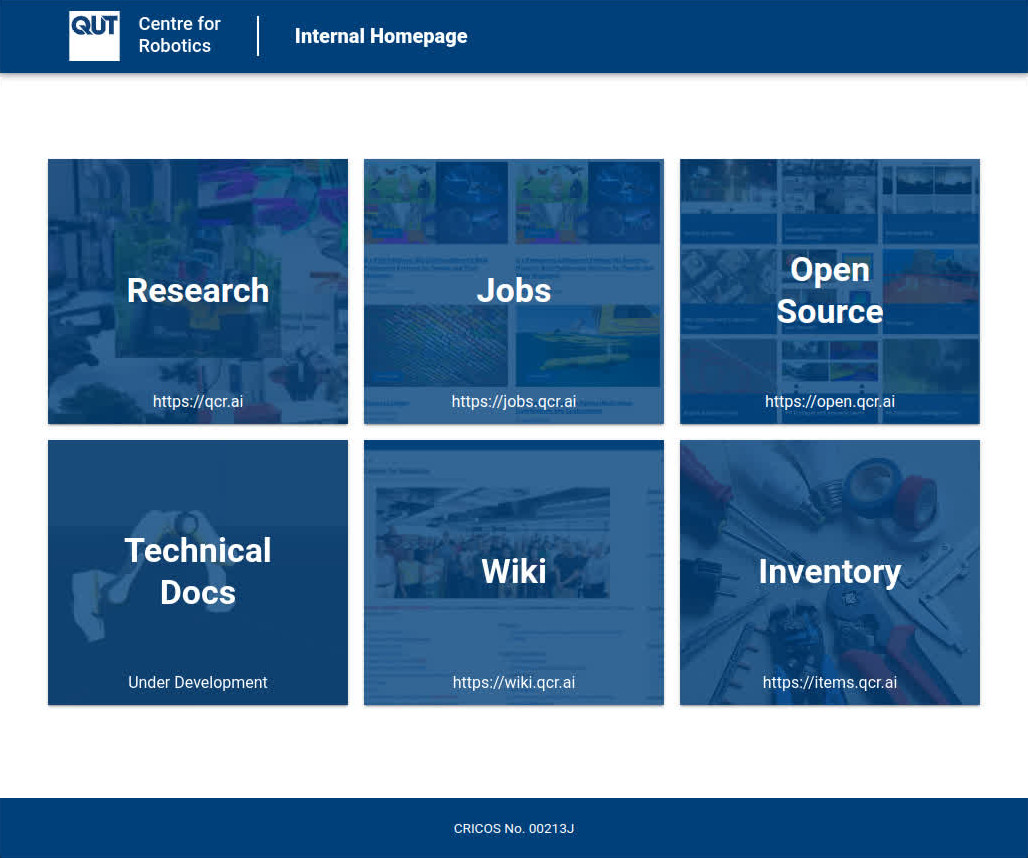 QUT
Centre for
Robotics
Internal Homepage
Research
https://qcr.ai
Jobs
https://jobs.qcr.ai
Open
Source
https://open.qcr.ai
Technical
Docs
Under Development
Wiki
https://wiki.qcr.ai
Inventory
https://items.qcr.ai
CRICOS No. 00213J